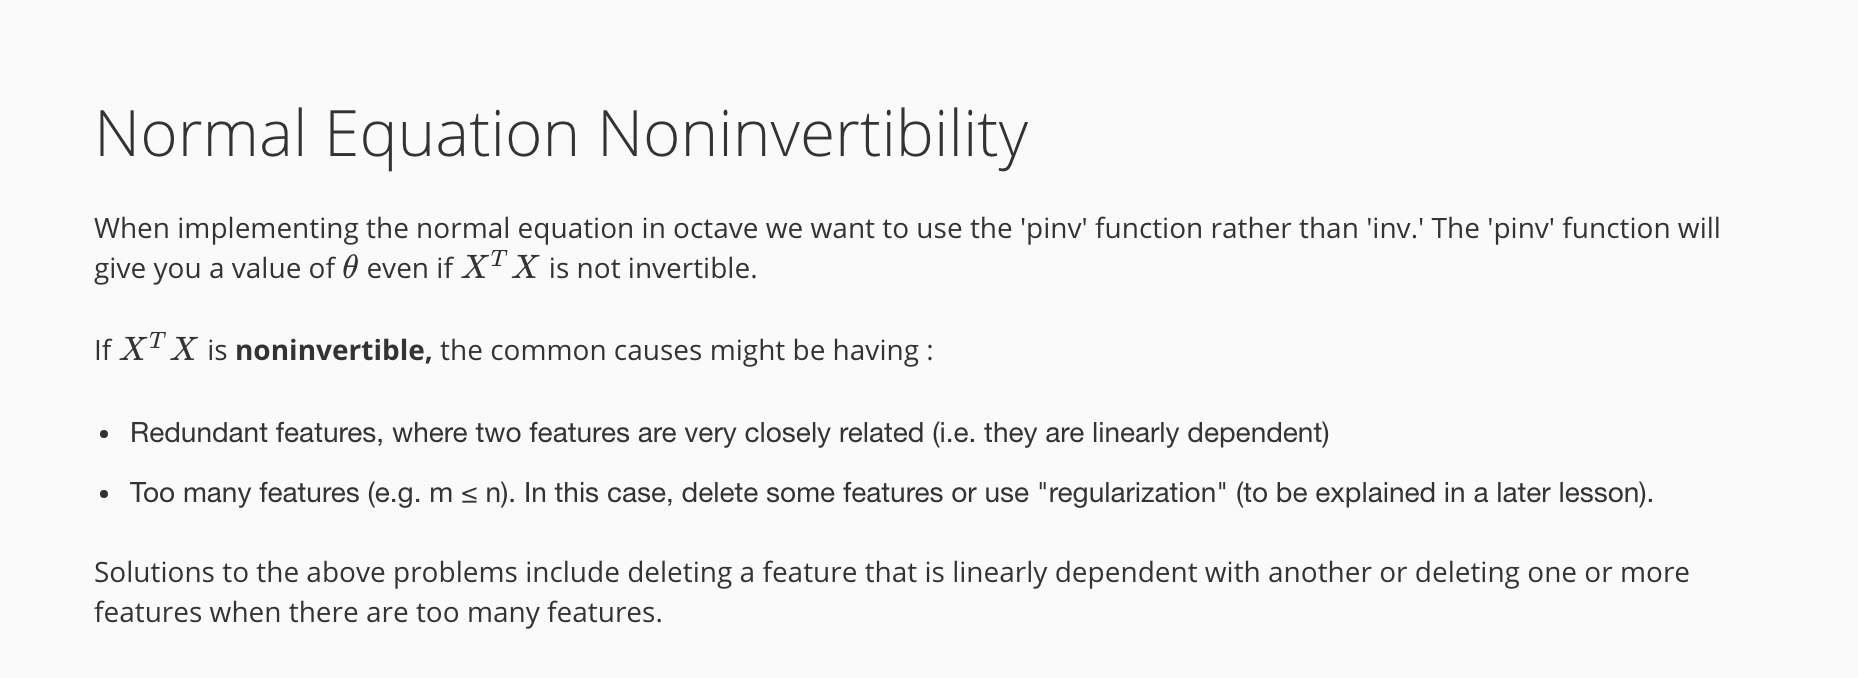 Normal Equation Noninvertibility
When implementing the normal equation in octave we want to use the 'pinv' function rather than 'inv.' The 'pinv' function will
give you a value of θ even if X^T X is not invertible.
If X^T X is noninvertible, the common causes might be having :
• Redundant features, where two features are very closely related (i.e. they are linearly dependent)
• Too many features (e.g. m ≤ n). In this case, delete some features or use "regularization" (to be explained in a later lesson).
Solutions to the above problems include deleting a feature that is linearly dependent with another or deleting one or more
features when there are too many features.